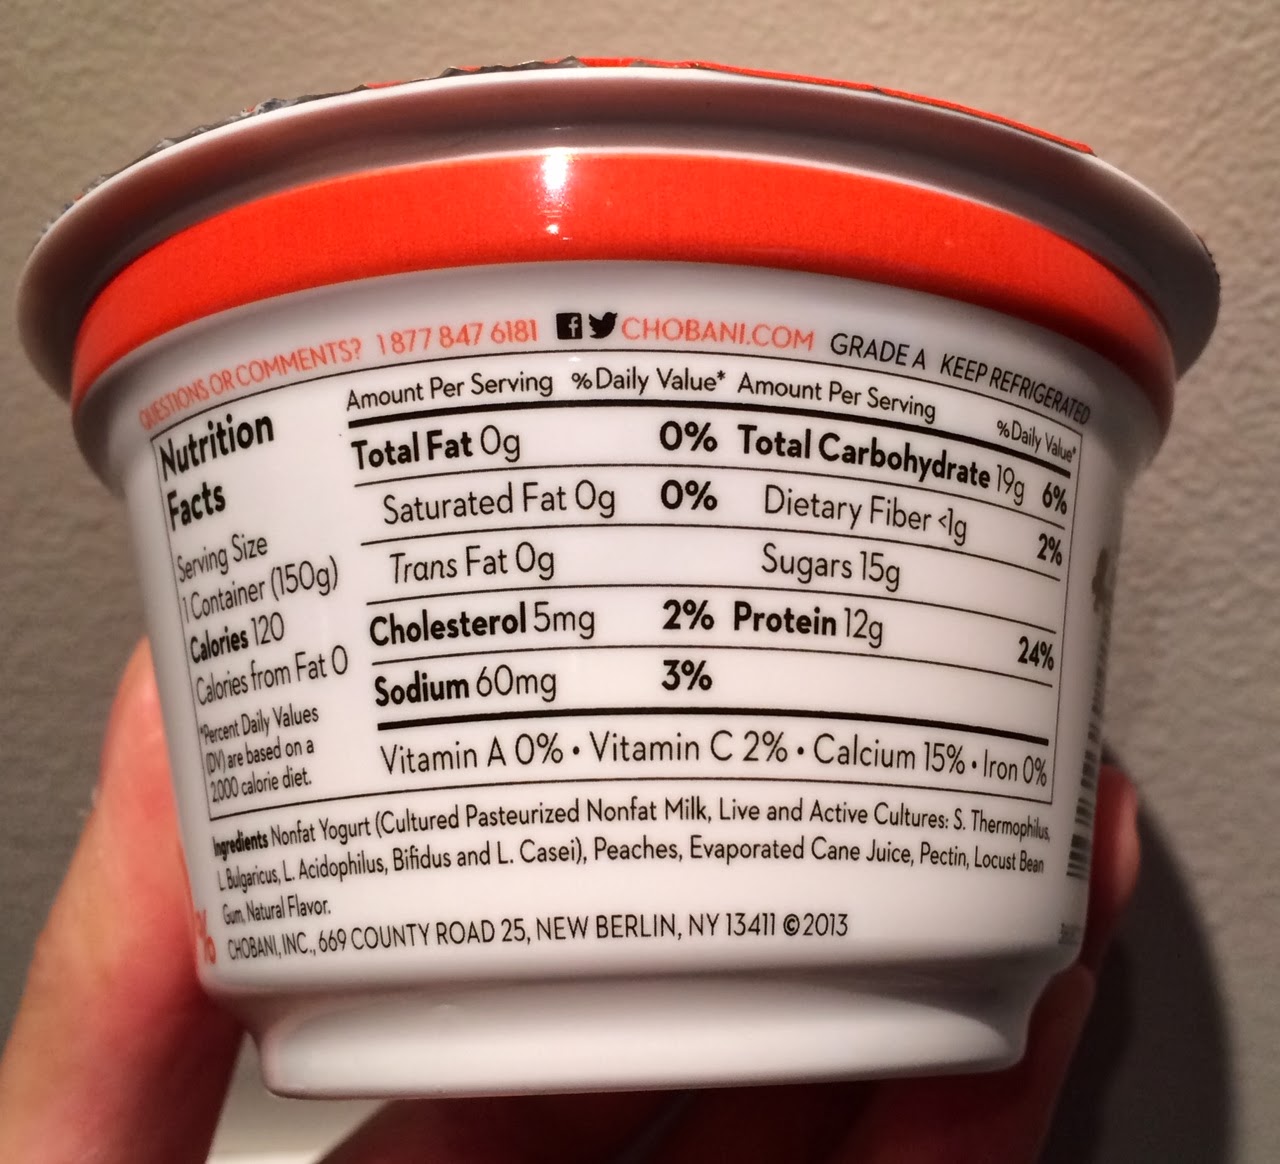 QUESTIONS OR COMMENTS? 1 877 847 6181 CHOBANI.COM GRADE A KEEP REFRIGERATED
Nutrition
Facts
Serving Size
1 Container (150g)
Calories 120
Calories from Fat 0
*Percent Daily Values
(DV) are based on a
2,000 calorie diet.
Amount Per Serving %Daily Value* Amount Per Serving %Daily Value*
Total Fat 0g 0% Total Carbohydrate 19g 6%
Saturated Fat 0g 0% Dietary Fiber <1g 2%
Trans Fat 0g Sugars 15g
Cholesterol 5mg 2% Protein 12g 24%
Sodium 60mg 3%
Vitamin A 0% • Vitamin C 2% • Calcium 15% • Iron 0%
Ingredients Nonfat Yogurt (Cultured Pasteurized Nonfat Milk, Live and Active Cultures: S. Thermophilus,
L. Bulgaricus, L. Acidophilus, Bifidus and L. Casei), Peaches, Evaporated Cane Juice, Pectin, Locust Bean
Gum, Natural Flavor.
CHOBANI, INC., 669 COUNTY ROAD 25, NEW BERLIN, NY 13411 ©2013
%